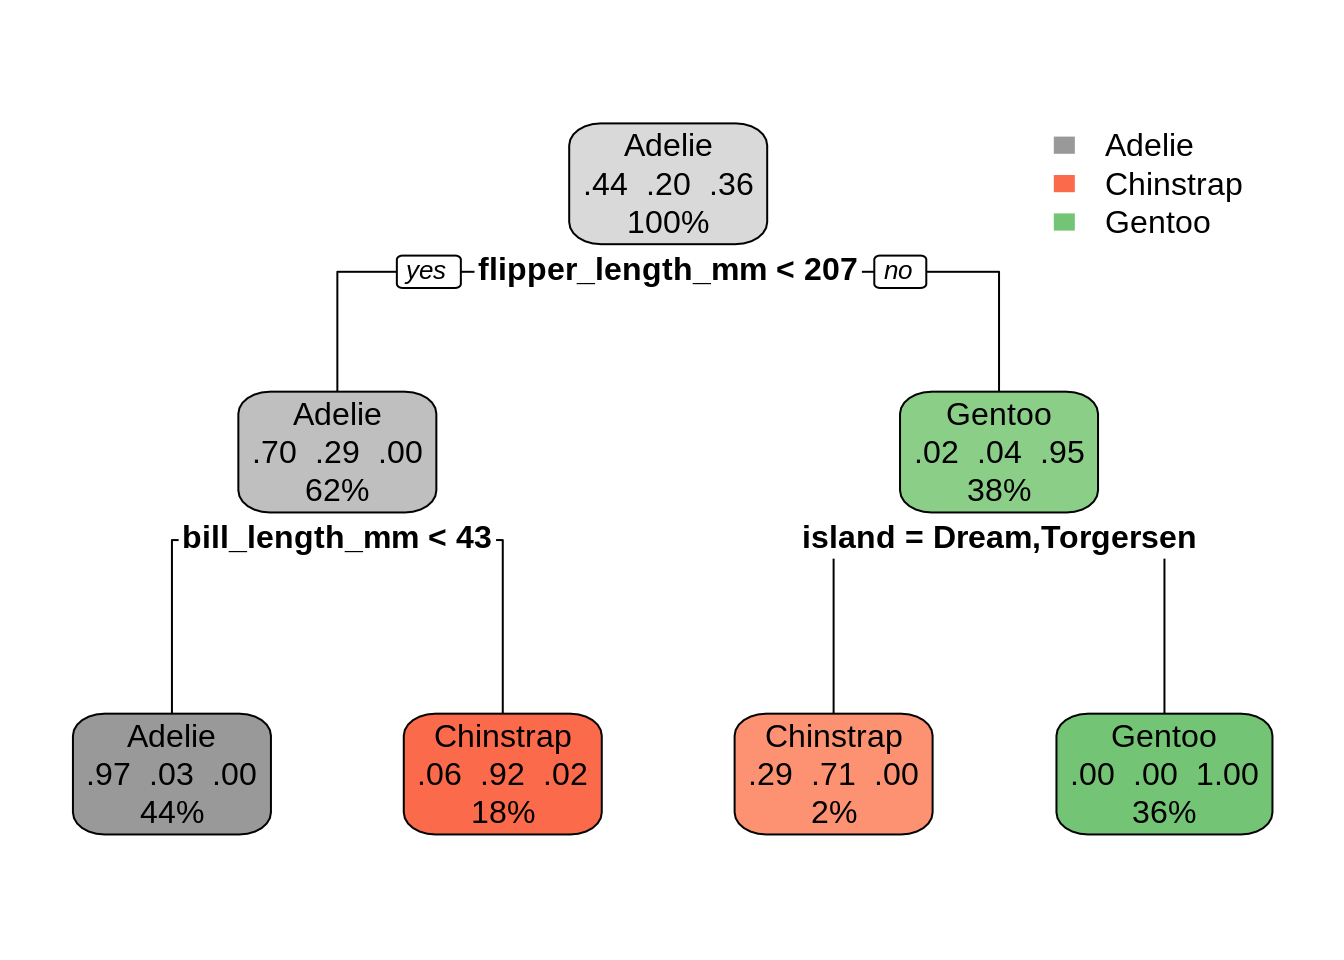 Adelie
.44 .20 .36
100%
Adelie
Chinstrap
Gentoo
yes flipper_length_mm < 207 no
Adelie
.70 .29 .00
62%
Gentoo
.02 .04 .95
38%
bill_length_mm < 43
island = Dream,Torgersen
Adelie
.97 .03 .00
44%
Chinstrap
.06 .92 .02
18%
Chinstrap
.29 .71 .00
2%
Gentoo
.00 .00 1.00
36%